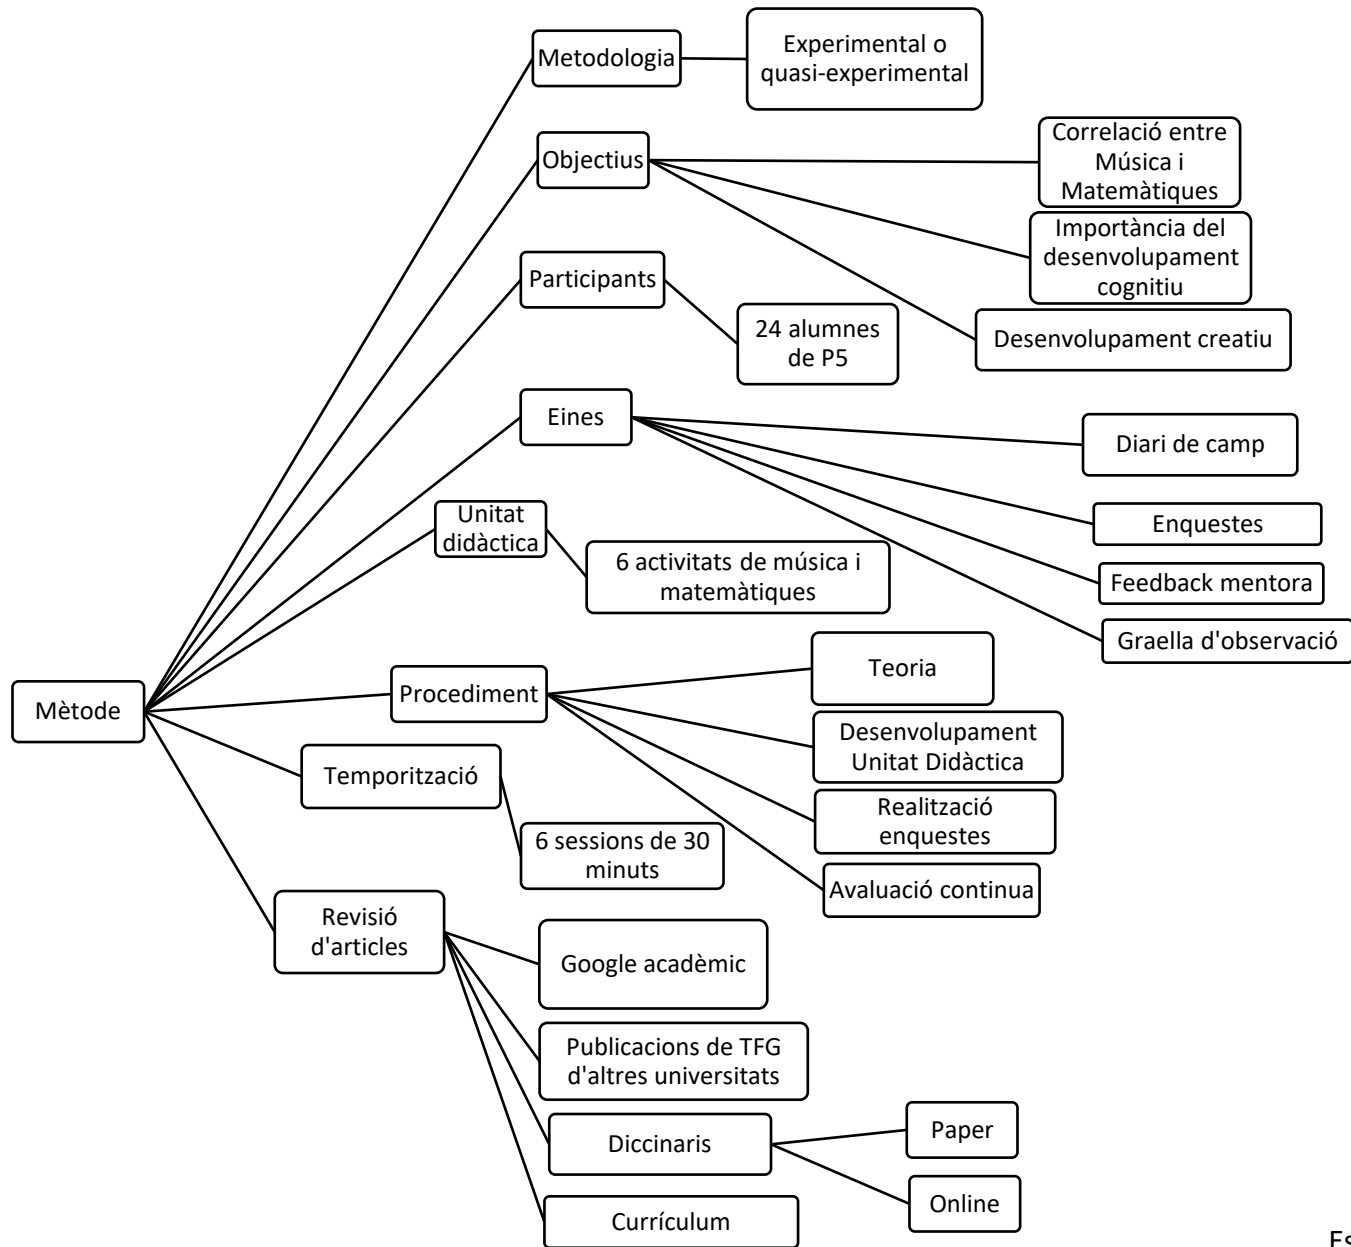 Metodologia
Experimental o
quasi-experimental
Objectius
Correlació entre
Música i
Matemàtiques
Importància del
desenvolupament
cognitiu
Desenvolupament creatiu
Participants
24 alumnes
de P5
Eines
Diari de camp
Enquestes
Feedback mentora
Graella d'observació
Unitat
didàctica
6 activitats de música i
matemàtiques
Mètode
Procediment
Teoria
Desenvolupament
Unitat Didàctica
Realització
enquestes
Avaluació continua
Temporització
6 sessions de 30
minuts
Revisió
d'articles
Google acadèmic
Publicacions de TFG
d'altres universitats
Diccinaris
Paper
Online
Currículum